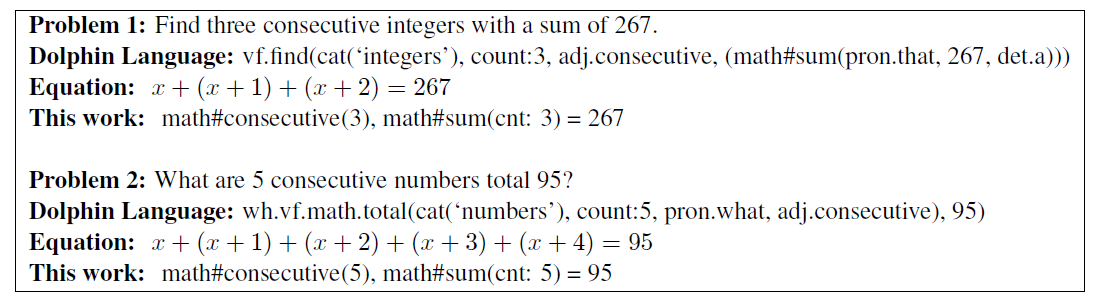 Problem 1: Find three consecutive integers with a sum of 267.
Dolphin Language: vf.find(cat(‘integers’), count:3, adj.consecutive, (math#sum(pron.that, 267, det.a)))
Equation: x + (x + 1) + (x + 2) = 267
This work: math#consecutive(3), math#sum(cnt: 3) = 267
Problem 2: What are 5 consecutive numbers total 95?
Dolphin Language: wh.vf.math.total(cat(‘numbers’), count:5, pron.what, adj.consecutive), 95)
Equation: x + (x + 1) + (x + 2) + (x + 3) + (x + 4) = 95
This work: math#consecutive(5), math#sum(cnt: 5) = 95